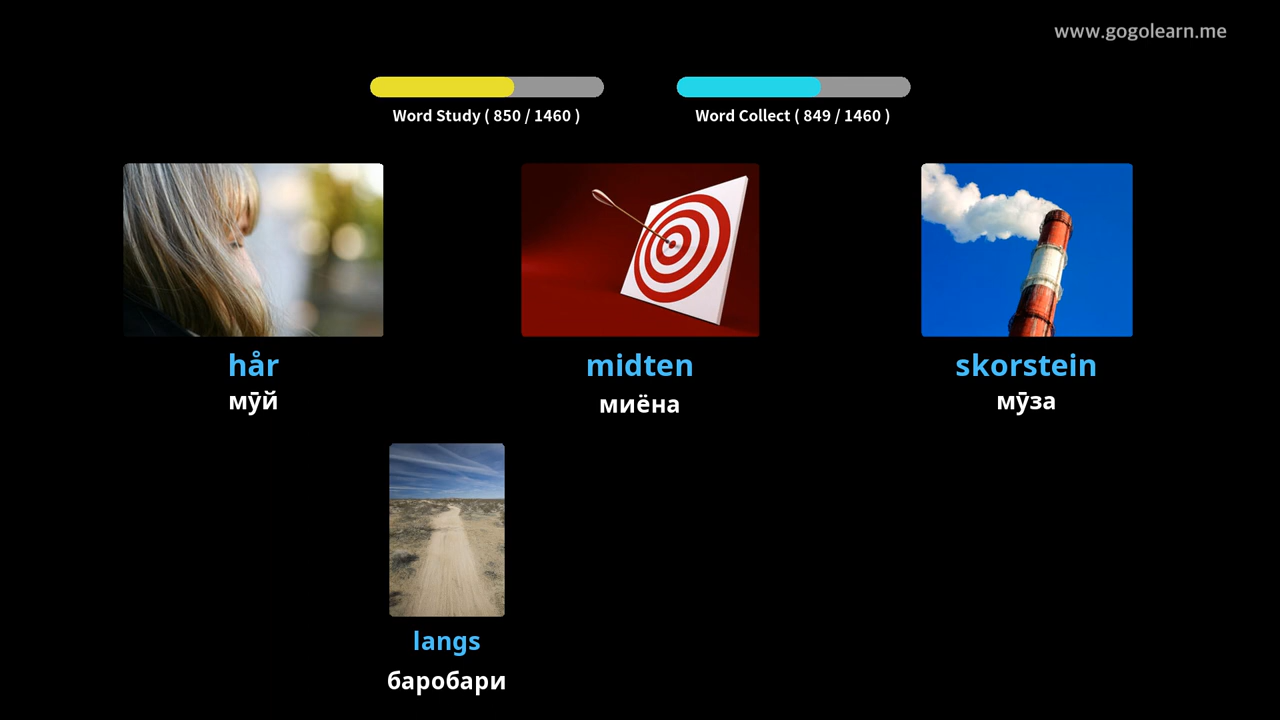 www.gogolearn.me
Word Study ( 850 / 1460 )
Word Collect ( 849 / 1460 )
hår
мӯй
midten
миёна
skorstein
мӯза
langs
баробари